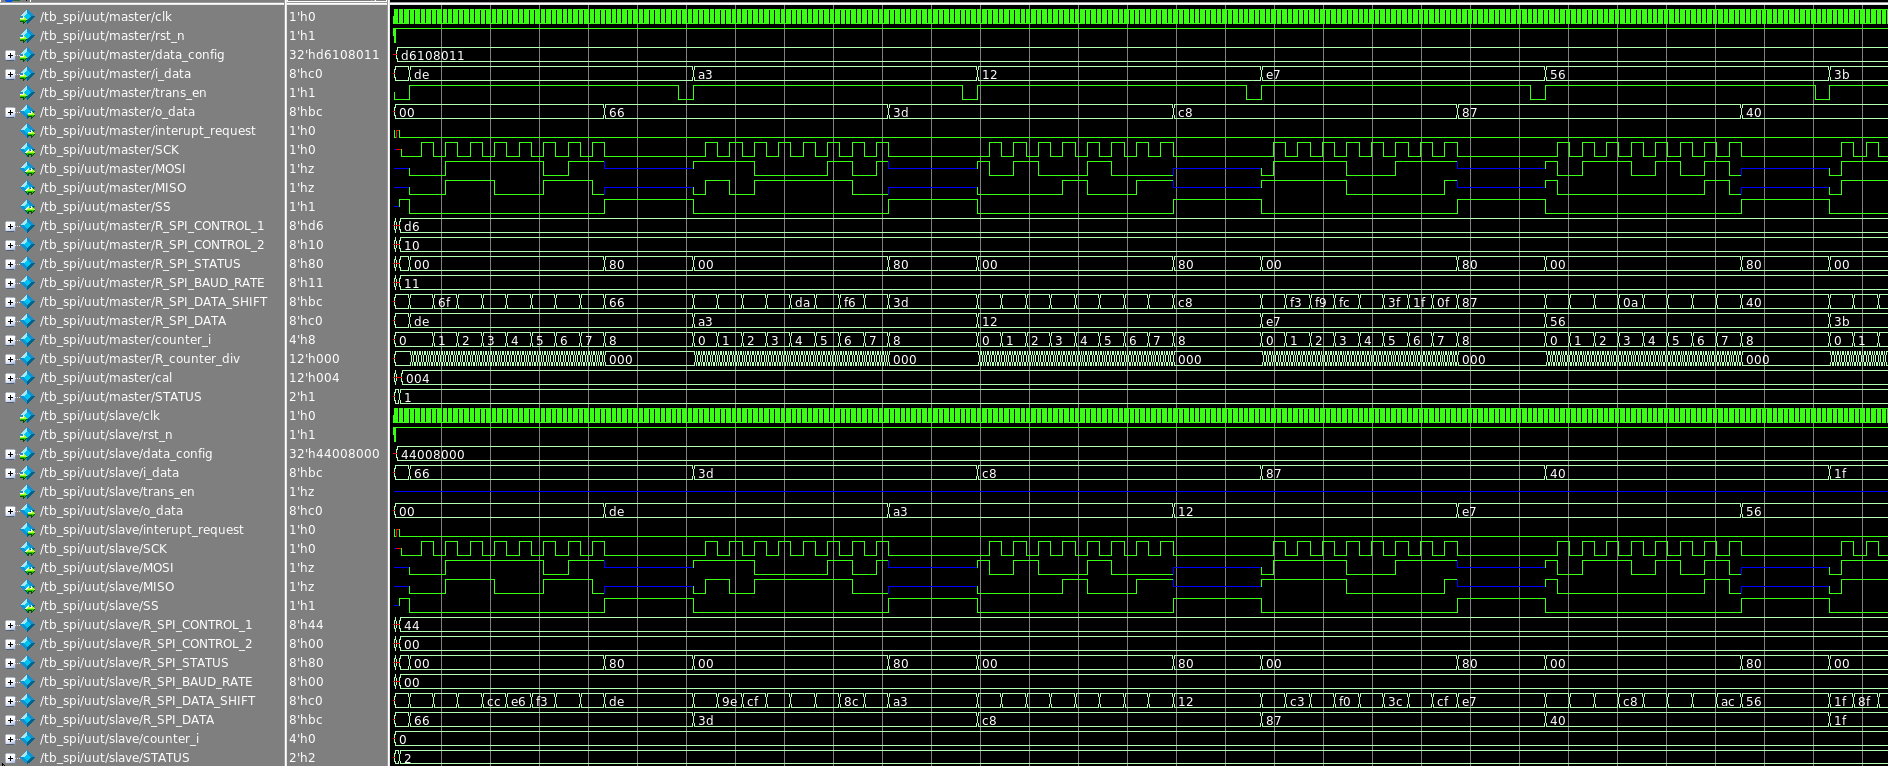 /tb_spi/uut/master/clk 1'h0
/tb_spi/uut/master/rst_n 1'h1
/tb_spi/uut/master/data_config 32'hd6108011 d6108011
/tb_spi/uut/master/i_data 8'hc0 de a3 12 e7 56 3b
/tb_spi/uut/master/trans_en 1'h1
/tb_spi/uut/master/o_data 8'hbc 00 66 3d c8 87 40
/tb_spi/uut/master/interupt_request 1'h0
/tb_spi/uut/master/SCK 1'h0
/tb_spi/uut/master/MOSI 1'hz
/tb_spi/uut/master/MISO 1'hz
/tb_spi/uut/master/SS 1'h1
/tb_spi/uut/master/R_SPI_CONTROL_1 8'hd6 d6
/tb_spi/uut/master/R_SPI_CONTROL_2 8'h10 10
/tb_spi/uut/master/R_SPI_STATUS 8'h80 00 80 00 80 00 80 00 80 00 80 00
/tb_spi/uut/master/R_SPI_BAUD_RATE 8'h11 11
/tb_spi/uut/master/R_SPI_DATA_SHIFT 8'hbc 6f 66 da f6 3d c8 f3 f9 fc 3f 1f 0f 87 0a 40
/tb_spi/uut/master/R_SPI_DATA 8'hc0 de a3 12 e7 56 3b
/tb_spi/uut/master/counter_i 4'h8 0 1 2 3 4 5 6 7 8 0 1 2 3 4 5 6 7 8 0 1 2 3 4 5 6 7 8 0 1 2 3 4 5 6 7 8 0 1 2 3 4 5 6 7 8 0 1
/tb_spi/uut/master/R_counter_div 12'h000 000 000 000 000 000
/tb_spi/uut/master/cal 12'h004 004
/tb_spi/uut/master/STATUS 2'h1 1
/tb_spi/uut/slave/clk 1'h0
/tb_spi/uut/slave/rst_n 1'h1
/tb_spi/uut/slave/data_config 32'h44008000 44008000
/tb_spi/uut/slave/i_data 8'hbc 66 3d c8 87 40 1f
/tb_spi/uut/slave/trans_en 1'hz
/tb_spi/uut/slave/o_data 8'hc0 00 de a3 12 e7 56
/tb_spi/uut/slave/interupt_request 1'h0
/tb_spi/uut/slave/SCK 1'h0
/tb_spi/uut/slave/MOSI 1'hz
/tb_spi/uut/slave/MISO 1'hz
/tb_spi/uut/slave/SS 1'h1
/tb_spi/uut/slave/R_SPI_CONTROL_1 8'h44 44
/tb_spi/uut/slave/R_SPI_CONTROL_2 8'h00 00
/tb_spi/uut/slave/R_SPI_STATUS 8'h80 00 80 00 80 00 80 00 80 00 80 00
/tb_spi/uut/slave/R_SPI_BAUD_RATE 8'h00 00
/tb_spi/uut/slave/R_SPI_DATA_SHIFT 8'hc0 cc e6 f3 de 9e cf 8c a3 12 c3 f0 3c cf e7 c8 ac 56 1f 8f
/tb_spi/uut/slave/R_SPI_DATA 8'hbc 66 3d c8 87 40 1f
/tb_spi/uut/slave/counter_i 4'h0 0
/tb_spi/uut/slave/STATUS 2'h2 2